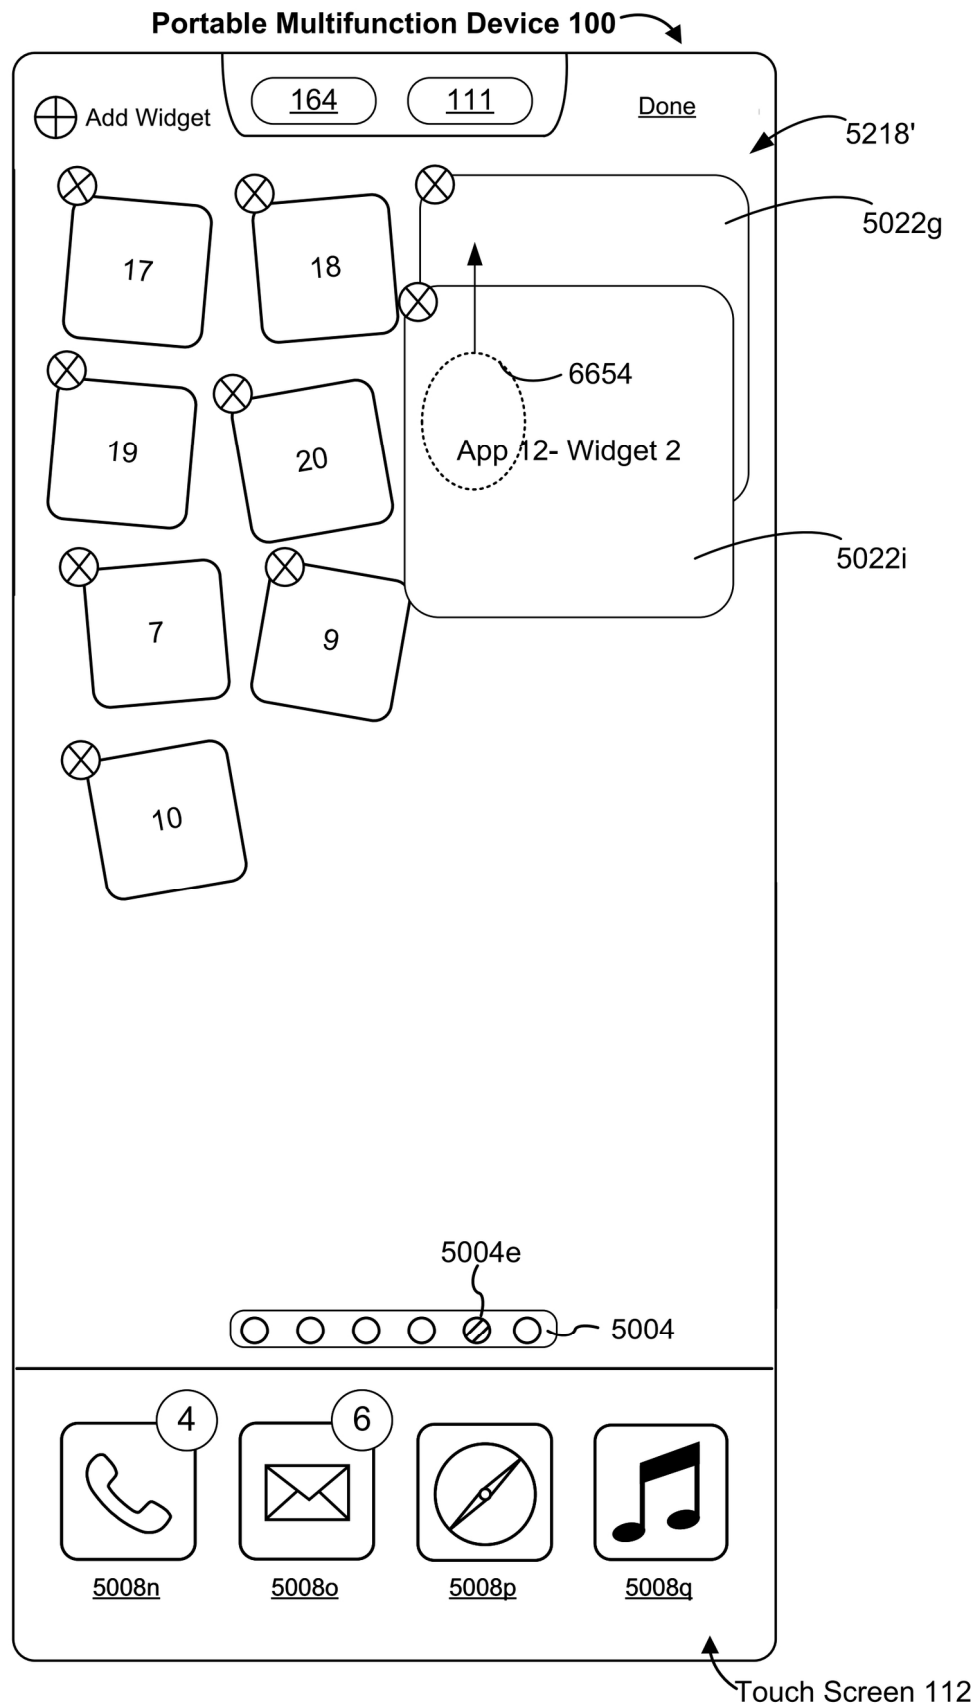 Portable Multifunction Device 100
164
111
Add Widget
Done
5218'
5022g
17
18
6654
19
20
App 12- Widget 2
5022i
7
9
10
5004e
5004
4
6
5008n
5008o
5008p
5008q
Touch Screen 112